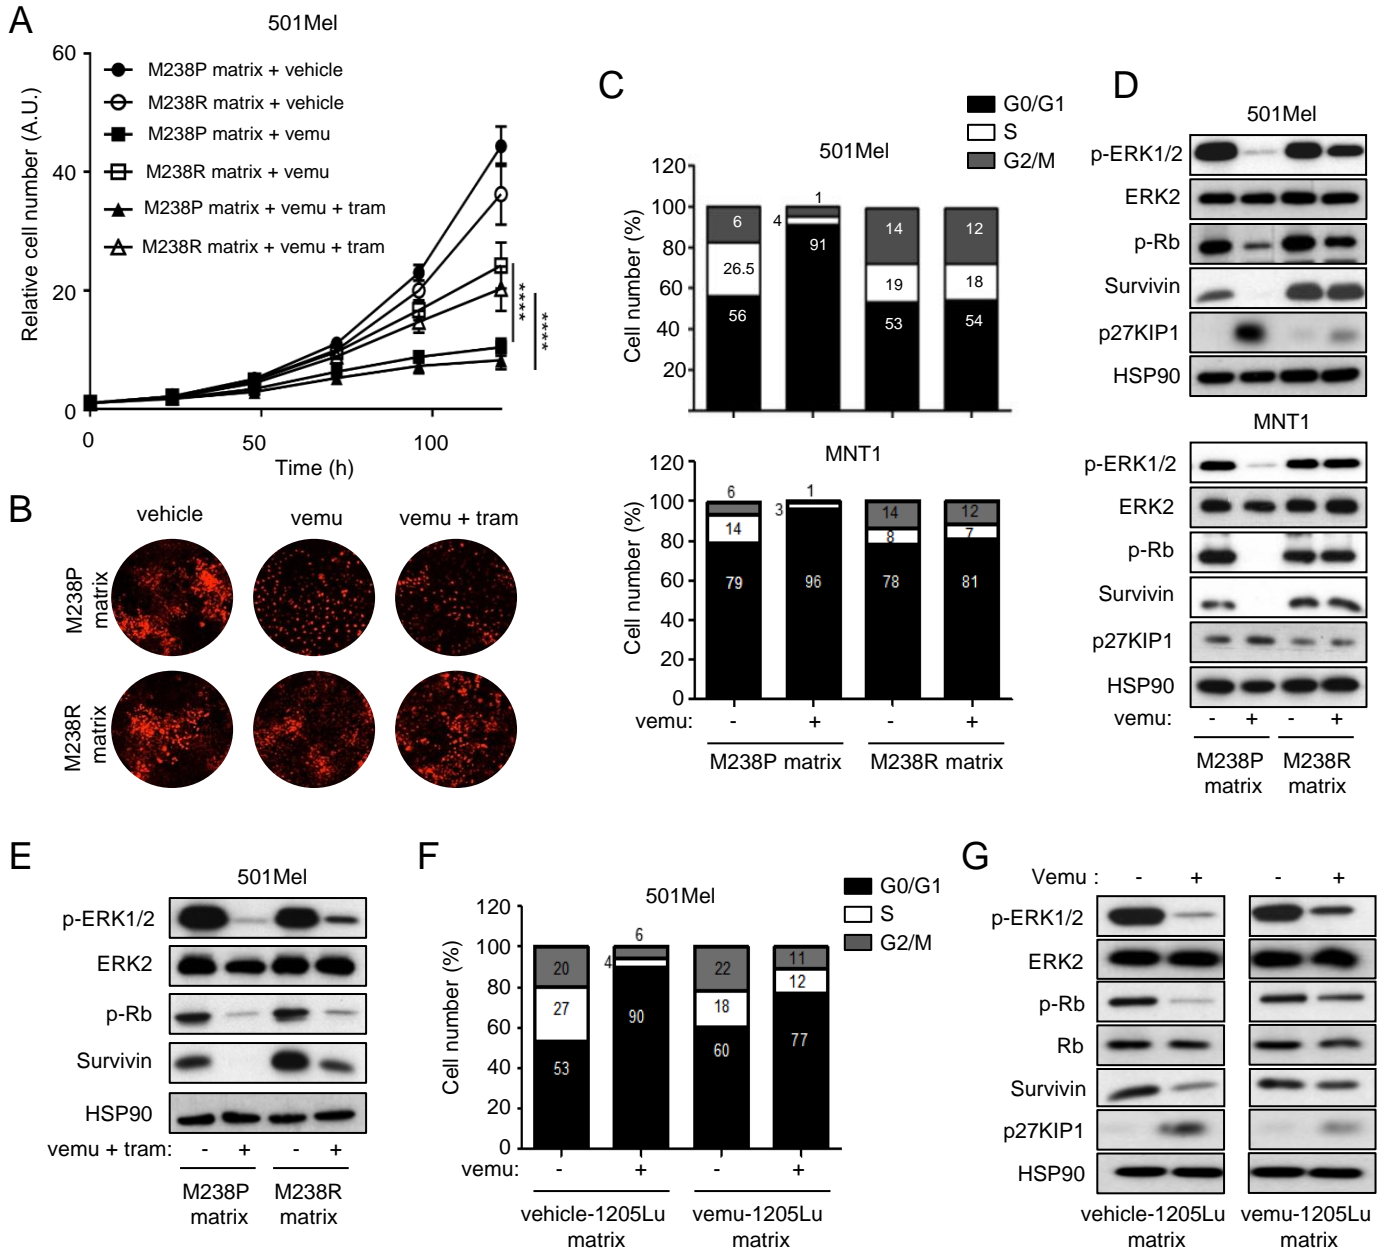 A
501Mel
Relative cell number (A.U.)
60
40
20
0
M238P matrix + vehicle
M238R matrix + vehicle
M238P matrix + vemu
M238R matrix + vemu
M238P matrix + vemu + tram
M238R matrix + vemu + tram
****
****
0
50
100
Time (h)
B
vehicle
vemu
vemu + tram
M238P
matrix
M238R
matrix
C
G0/G1
S
G2/M
501Mel
Cell number (%)
120
100
80
60
40
20
6
26.5
56
1
4
91
14
19
53
12
18
54
MNT1
Cell number (%)
120
100
80
60
40
20
0
6
14
79
1
3
96
14
8
78
12
7
81
vemu:
-
+
-
+
M238P matrix
M238R matrix
D
501Mel
p-ERK1/2
ERK2
p-Rb
Survivin
p27KIP1
HSP90
MNT1
p-ERK1/2
ERK2
p-Rb
Survivin
p27KIP1
HSP90
vemu:
-
+
-
+
M238P
matrix
M238R
matrix
E
501Mel
p-ERK1/2
ERK2
p-Rb
Survivin
HSP90
vemu + tram:
-
+
-
+
M238P
matrix
M238R
matrix
F
G0/G1
S
G2/M
501Mel
Cell number (%)
120
100
80
60
40
20
0
20
27
53
6
4
90
22
18
60
11
12
77
vemu:
-
+
-
+
vehicle-1205Lu
matrix
vemu-1205Lu
matrix
G
Vemu :
-
+
-
+
p-ERK1/2
ERK2
p-Rb
Rb
Survivin
p27KIP1
HSP90
vehicle-1205Lu
matrix
vemu-1205Lu
matrix